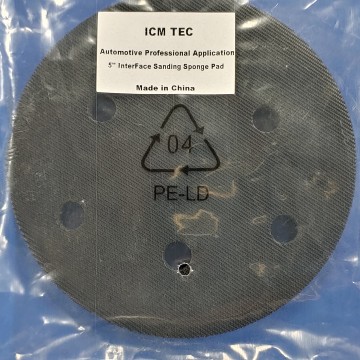 ICM TEC
Automotive Professional Application
5" InterFace Sanding Sponge Pad
Made in China
04
PE-LD